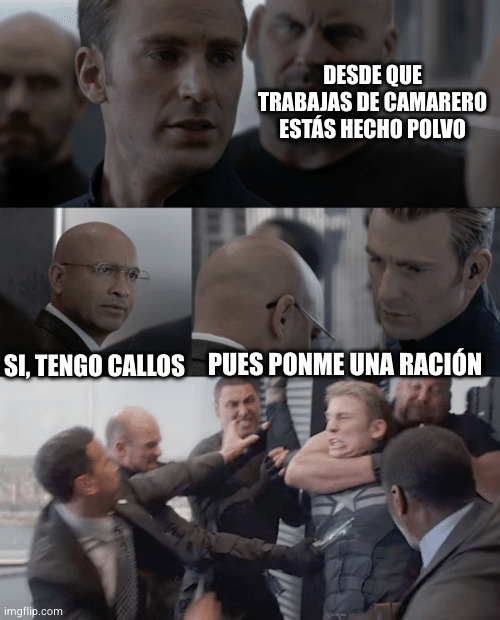 DESDE QUE
TRABAJAS DE CAMARERO
ESTÁS HECHO POLVO
SI, TENGO CALLOS
PUES PONME UNA RACIÓN
imgflip.com